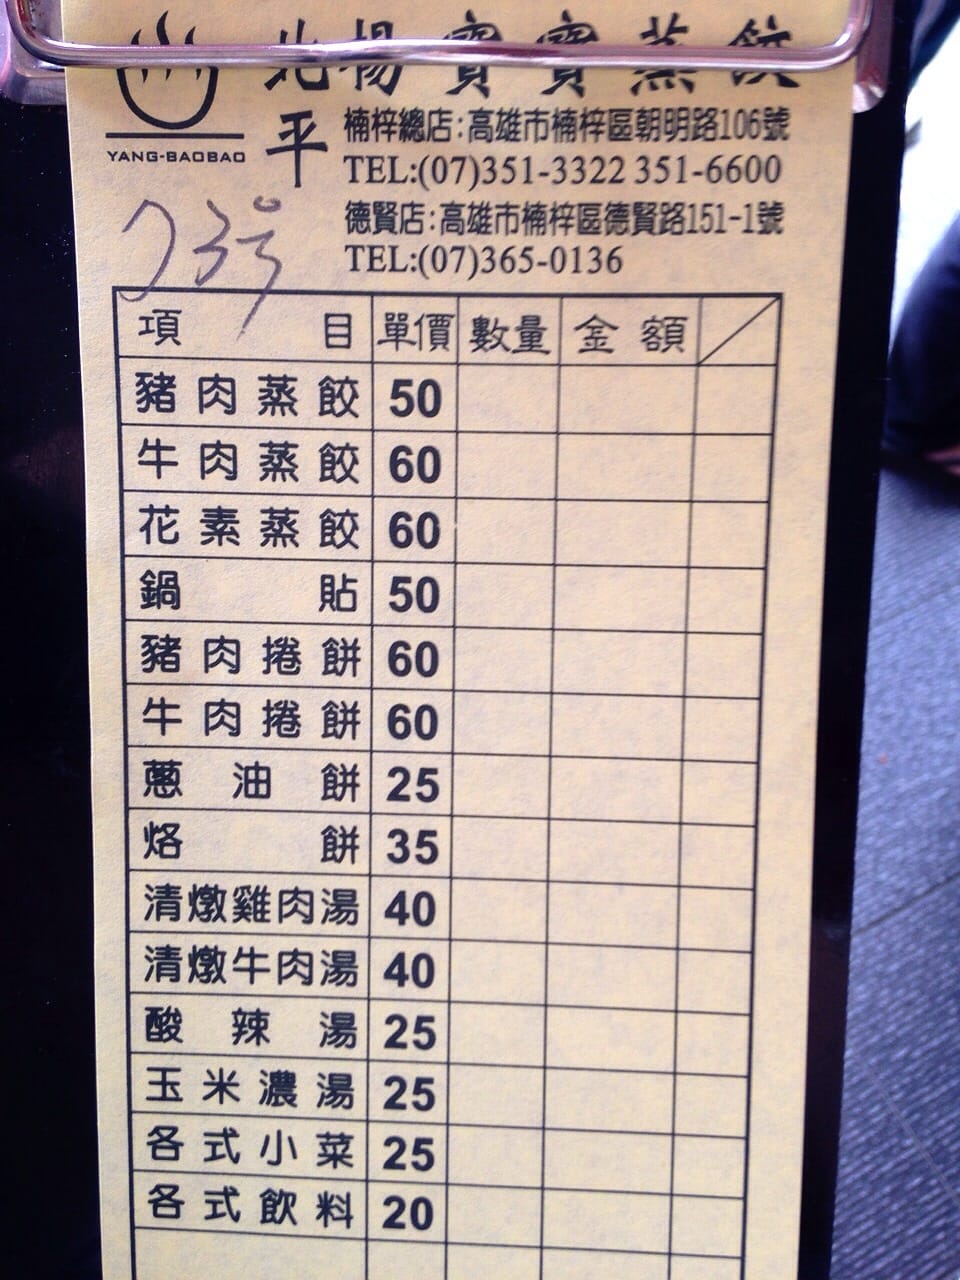 北 楊寶寶蒸餃
平
YANG-BAOBAO
楠梓總店:高雄市楠梓區朝明路106號
TEL:(07)351-3322 351-6600
德賢店:高雄市楠梓區德賢路151-1號
TEL:(07)365-0136
項目 單價 數量 金額
豬肉蒸餃 50
牛肉蒸餃 60
花素蒸餃 60
鍋貼 50
豬肉捲餅 60
牛肉捲餅 60
蔥油餅 25
烙餅 35
清燉雞肉湯 40
清燉牛肉湯 40
酸辣湯 25
玉米濃湯 25
各式小菜 25
各式飲料 20